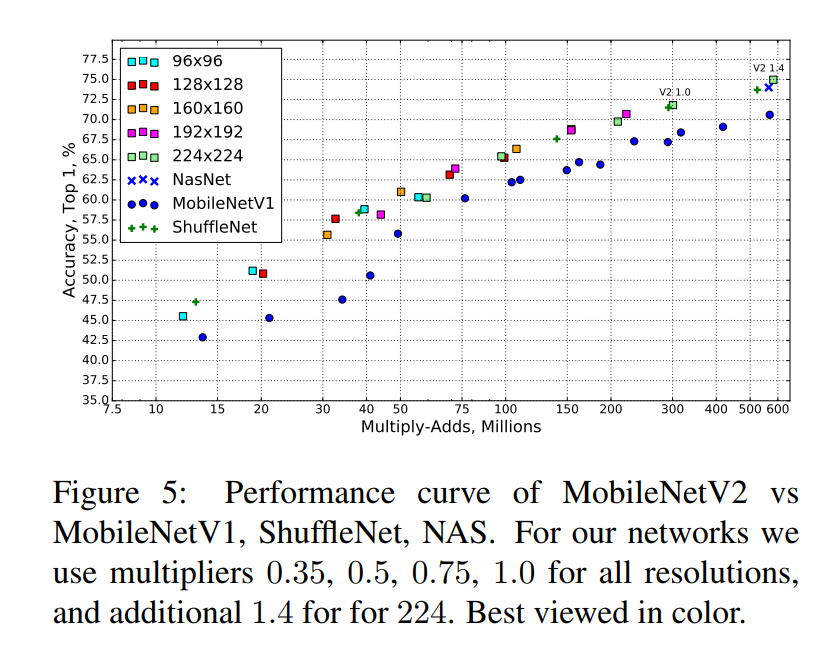 77.5
75.0
72.5
70.0
67.5
65.0
62.5
60.0
57.5
55.0
52.5
50.0
47.5
45.0
42.5
40.0
37.5
35.0
Accuracy, Top 1, %
96x96
128x128
160x160
192x192
224x224
NasNet
MobileNetV1
ShuffleNet
V2 1.4
V2 1.0
7.5 10 15 20 30 40 50 75 100 150 200 300 400 500 600
Multiply-Adds, Millions
Figure 5: Performance curve of MobileNetV2 vs
MobileNetV1, ShuffleNet, NAS. For our networks we
use multipliers 0.35, 0.5, 0.75, 1.0 for all resolutions,
and additional 1.4 for for 224. Best viewed in color.